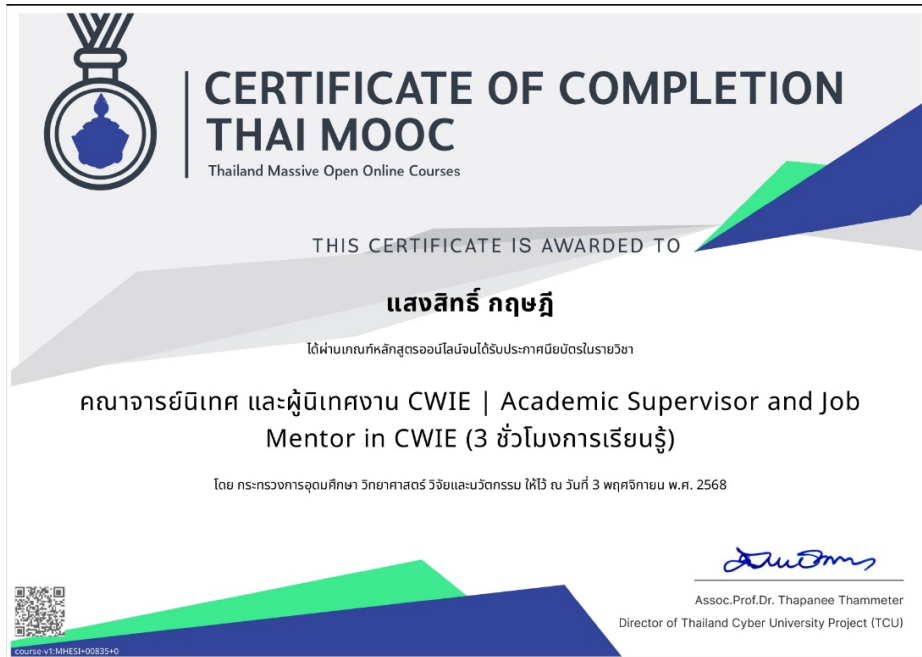 CERTIFICATE OF COMPLETION
THAI MOOC
Thailand Massive Open Online Courses
THIS CERTIFICATE IS AWARDED TO
แสงสิทธิ์ กฤษฎี
ได้ผ่านเกณฑ์หลักสูตรออนไลน์จนได้รับประกาศนียบัตรในรายวิชา
คณาจารย์นิเทศ และผู้นิเทศงาน CWIE | Academic Supervisor and Job
Mentor in CWIE (3 ชั่วโมงการเรียนรู้)
โดย กระทรวงการอุดมศึกษา วิทยาศาสตร์ วิจัยและนวัตกรรม ให้ไว้ ณ วันที่ 3 พฤศจิกายน พ.ศ. 2568
Assoc.Prof.Dr. Thapanee Thammeter
Director of Thailand Cyber University Project (TCU)
course-v1:MHESI+00835+0